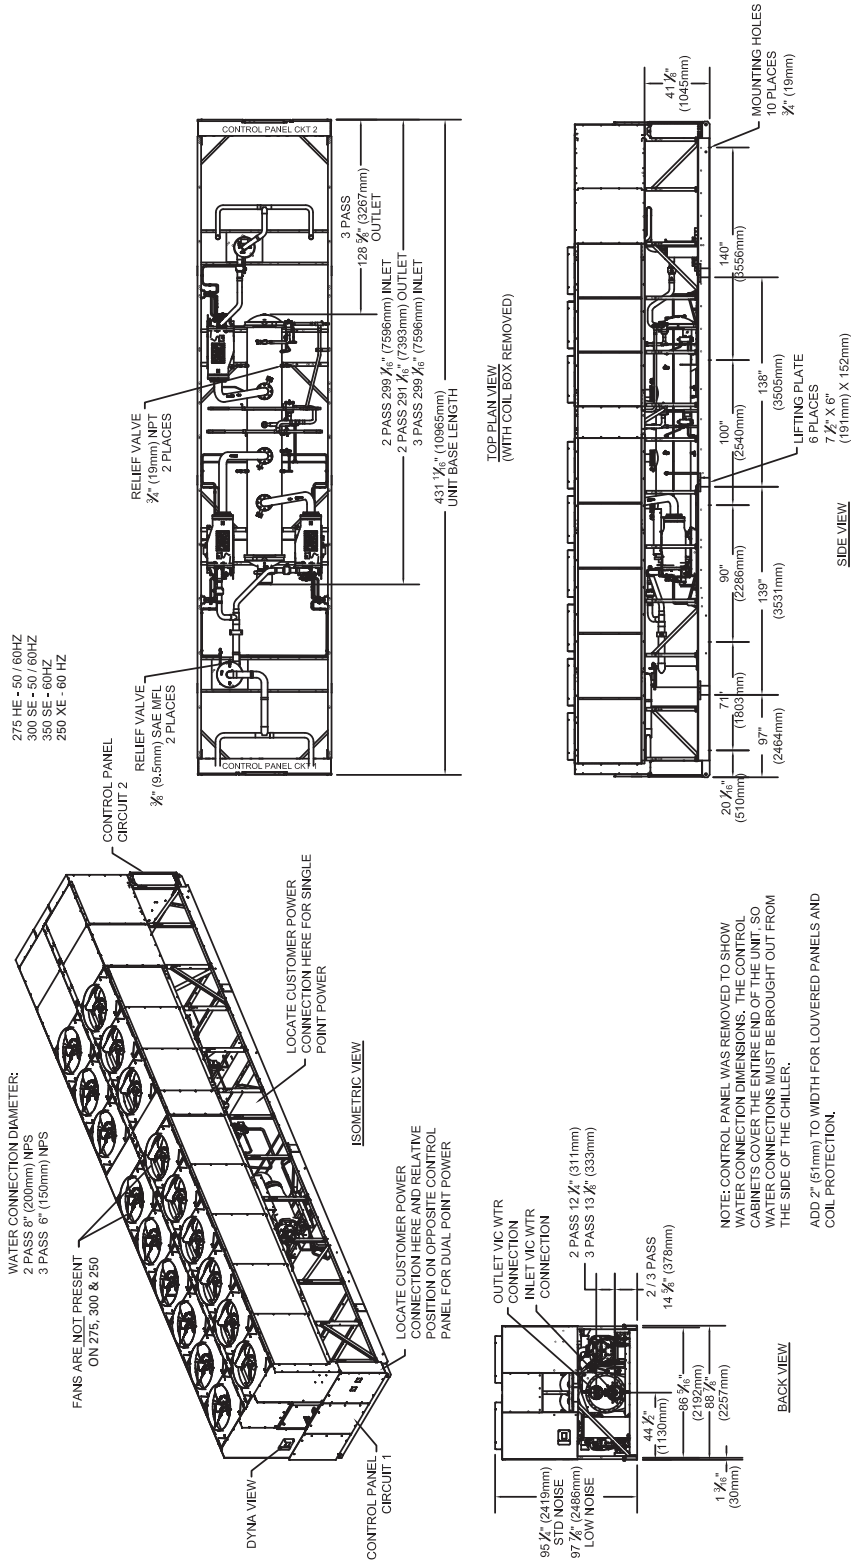 WATER CONNECTION DIAMETER:
2 PASS 8" (200mm) NPS
3 PASS 6" (150mm) NPS
275 HE - 50 / 60HZ
300 SE - 50 / 60HZ
350 SE - 60HZ
250 XE - 60 HZ
FANS ARE NOT PRESENT
ON 275, 300 & 250
CONTROL PANEL
CIRCUIT 2
DYNA VIEW
CONTROL PANEL
CIRCUIT 1
LOCATE CUSTOMER POWER
CONNECTION HERE AND RELATIVE
POSITION ON OPPOSITE CONTROL
PANEL FOR DUAL POINT POWER
LOCATE CUSTOMER POWER
CONNECTION HERE FOR SINGLE
POINT POWER
ISOMETRIC VIEW
RELIEF VALVE
3/8" (9.5mm) SAE MFL
2 PLACES
RELIEF VALVE
3/4" (19mm) NPT
2 PLACES
CONTROL PANEL CKT 1
CONTROL PANEL CKT 2
3 PASS
128 5/8" (3267mm)
OUTLET
2 PASS 299 1/16" (7596mm) INLET
2 PASS 291 1/16" (7393mm) OUTLET
3 PASS 299 1/16" (7596mm) INLET
431 11/16" (10965mm)
UNIT BASE LENGTH
TOP PLAN VIEW
(WITH COIL BOX REMOVED)
OUTLET VIC WTR
CONNECTION
INLET VIC WTR
CONNECTION
2 PASS 12 1/4" (311mm)
3 PASS 13 1/8" (333mm)
2 / 3 PASS
14 5/8" (378mm)
95 1/4" (2419mm)
STD NOISE
97 7/8" (2486mm)
LOW NOISE
44 1/2"
(1130mm)
86 5/16"
(2192mm)
88 7/8"
(2257mm)
1 3/16"
(30mm)
BACK VIEW
NOTE: CONTROL PANEL WAS REMOVED TO SHOW
WATER CONNECTION DIMENSIONS. THE CONTROL
CABINETS COVER THE ENTIRE END OF THE UNIT, SO
WATER CONNECTIONS MUST BE BROUGHT OUT FROM
THE SIDE OF THE CHILLER.
ADD 2" (51mm) TO WIDTH FOR LOUVERED PANELS AND
COIL PROTECTION.
41 1/8"
(1045mm)
MOUNTING HOLES
10 PLACES
3/4" (19mm)
20 1/16"
(510mm)
71"
(1803mm)
90"
(2286mm)
100"
(2540mm)
140"
(3556mm)
97"
(2464mm)
139"
(3531mm)
138"
(3505mm)
LIFTING PLATE
6 PLACES
7 1/2" X 6"
(191mm) X 152mm)
SIDE VIEW